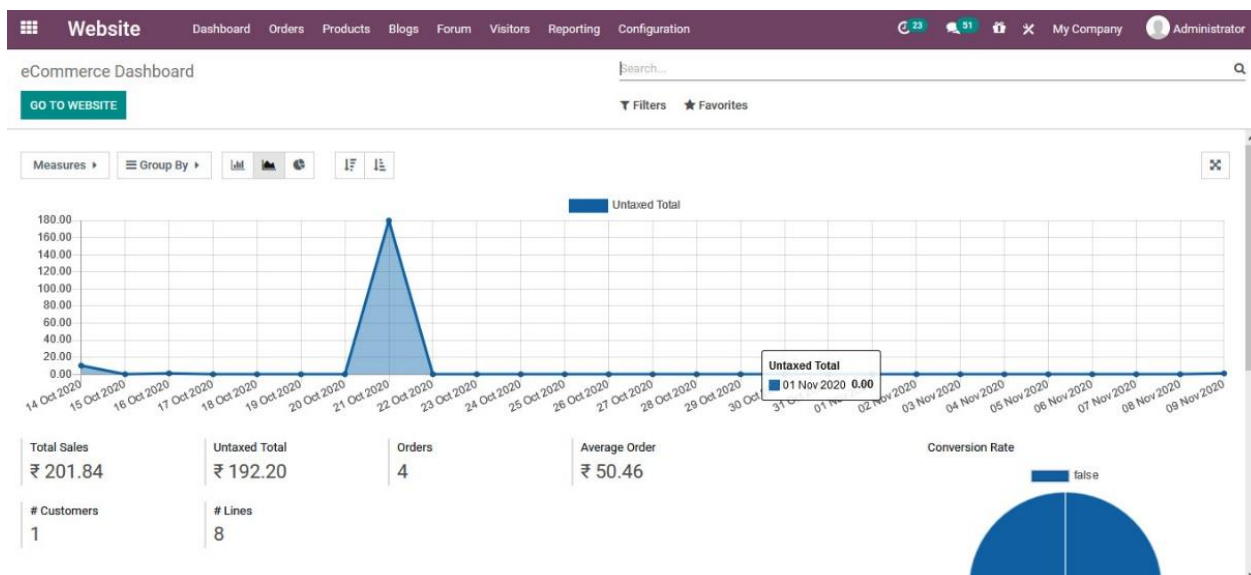 Website Dashboard Orders Products Blogs Forum Visitors Reporting Configuration 23 51 My Company Administrator
eCommerce Dashboard
Search...
GO TO WEBSITE
Filters Favorites
Measures Group By
Untaxed Total
180.00
160.00
140.00
120.00
100.00
80.00
60.00
40.00
20.00
0.00
Untaxed Total
01 Nov 2020 0.00
14 Oct 2020 15 Oct 2020 16 Oct 2020 17 Oct 2020 18 Oct 2020 19 Oct 2020 20 Oct 2020 21 Oct 2020 22 Oct 2020 23 Oct 2020 24 Oct 2020 25 Oct 2020 26 Oct 2020 27 Oct 2020 28 Oct 2020 29 Oct 2020 30 Oct 31 01 02 Nov 2020 03 Nov 2020 04 Nov 2020 05 Nov 2020 06 Nov 2020 07 Nov 2020 08 Nov 2020 09 Nov 2020
Total Sales Untaxed Total Orders Average Order Conversion Rate
₹ 201.84 ₹ 192.20 4 ₹ 50.46
false
# Customers # Lines
1 8